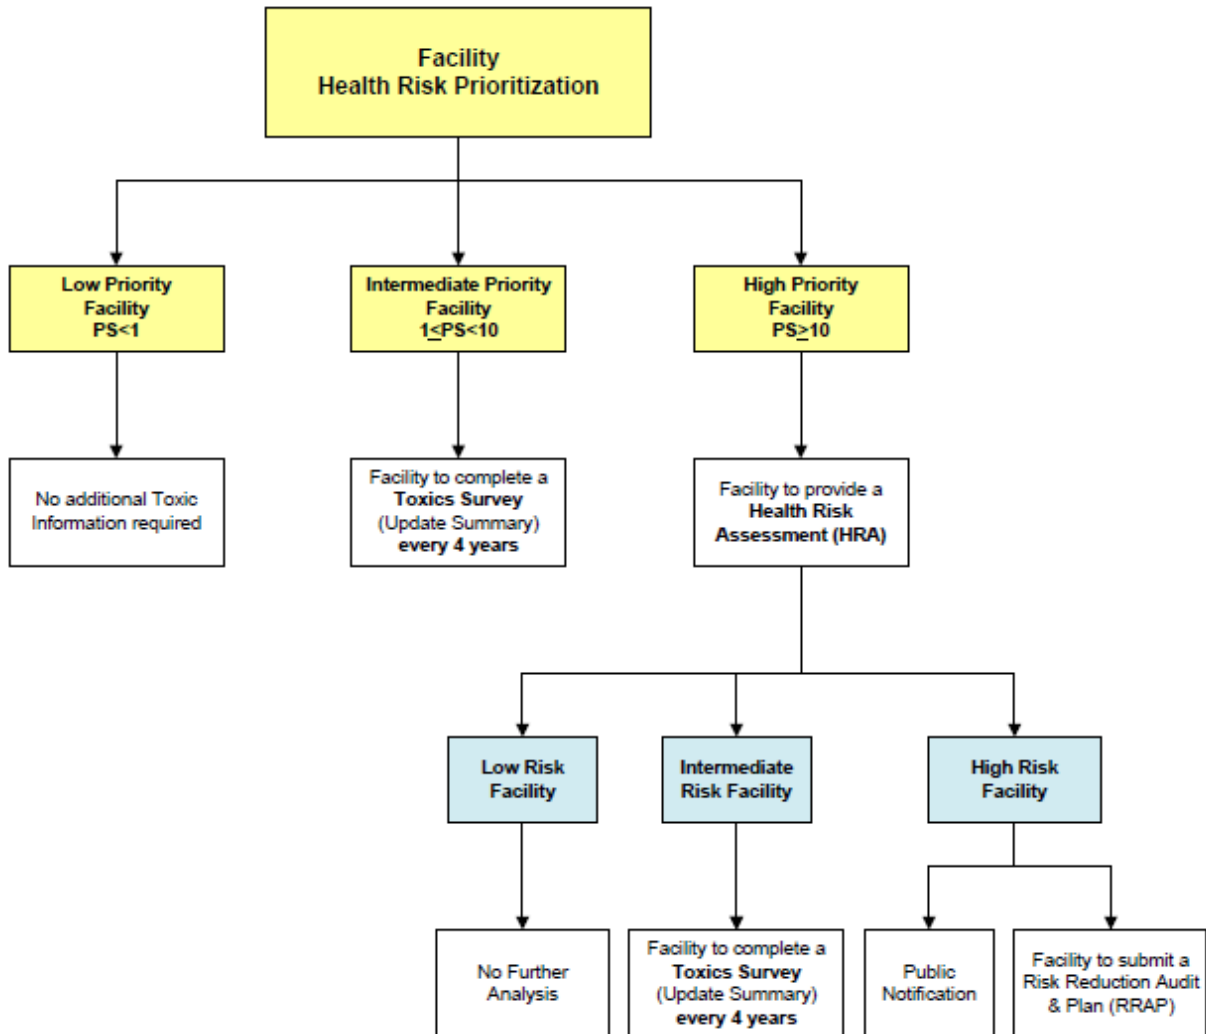 Facility
Health Risk Prioritization
Low Priority
Facility
PS<1
Intermediate Priority
Facility
1≤PS<10
High Priority
Facility
PS≥10
No additional Toxic
Information required
Facility to complete a
Toxics Survey
(Update Summary)
every 4 years
Facility to provide a
Health Risk
Assessment (HRA)
Low Risk
Facility
Intermediate
Risk Facility
High Risk
Facility
No Further
Analysis
Facility to complete a
Toxics Survey
(Update Summary)
every 4 years
Public
Notification
Facility to submit a
Risk Reduction Audit
& Plan (RRAP)